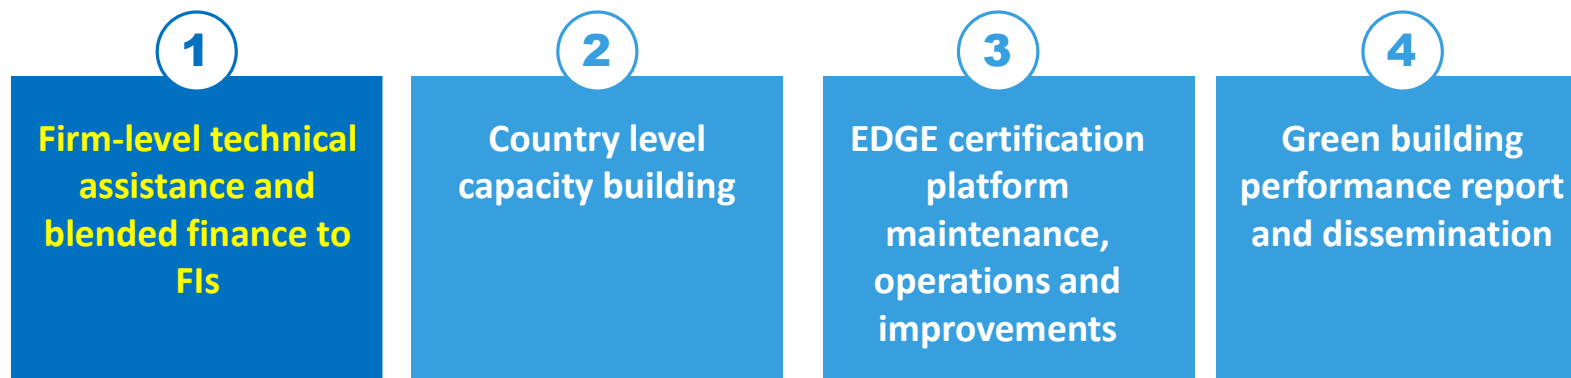 1
Firm-level technical
assistance and
blended finance to
FIs
2
Country level
capacity building
3
EDGE certification
platform
maintenance,
operations and
improvements
4
Green building
performance report
and dissemination